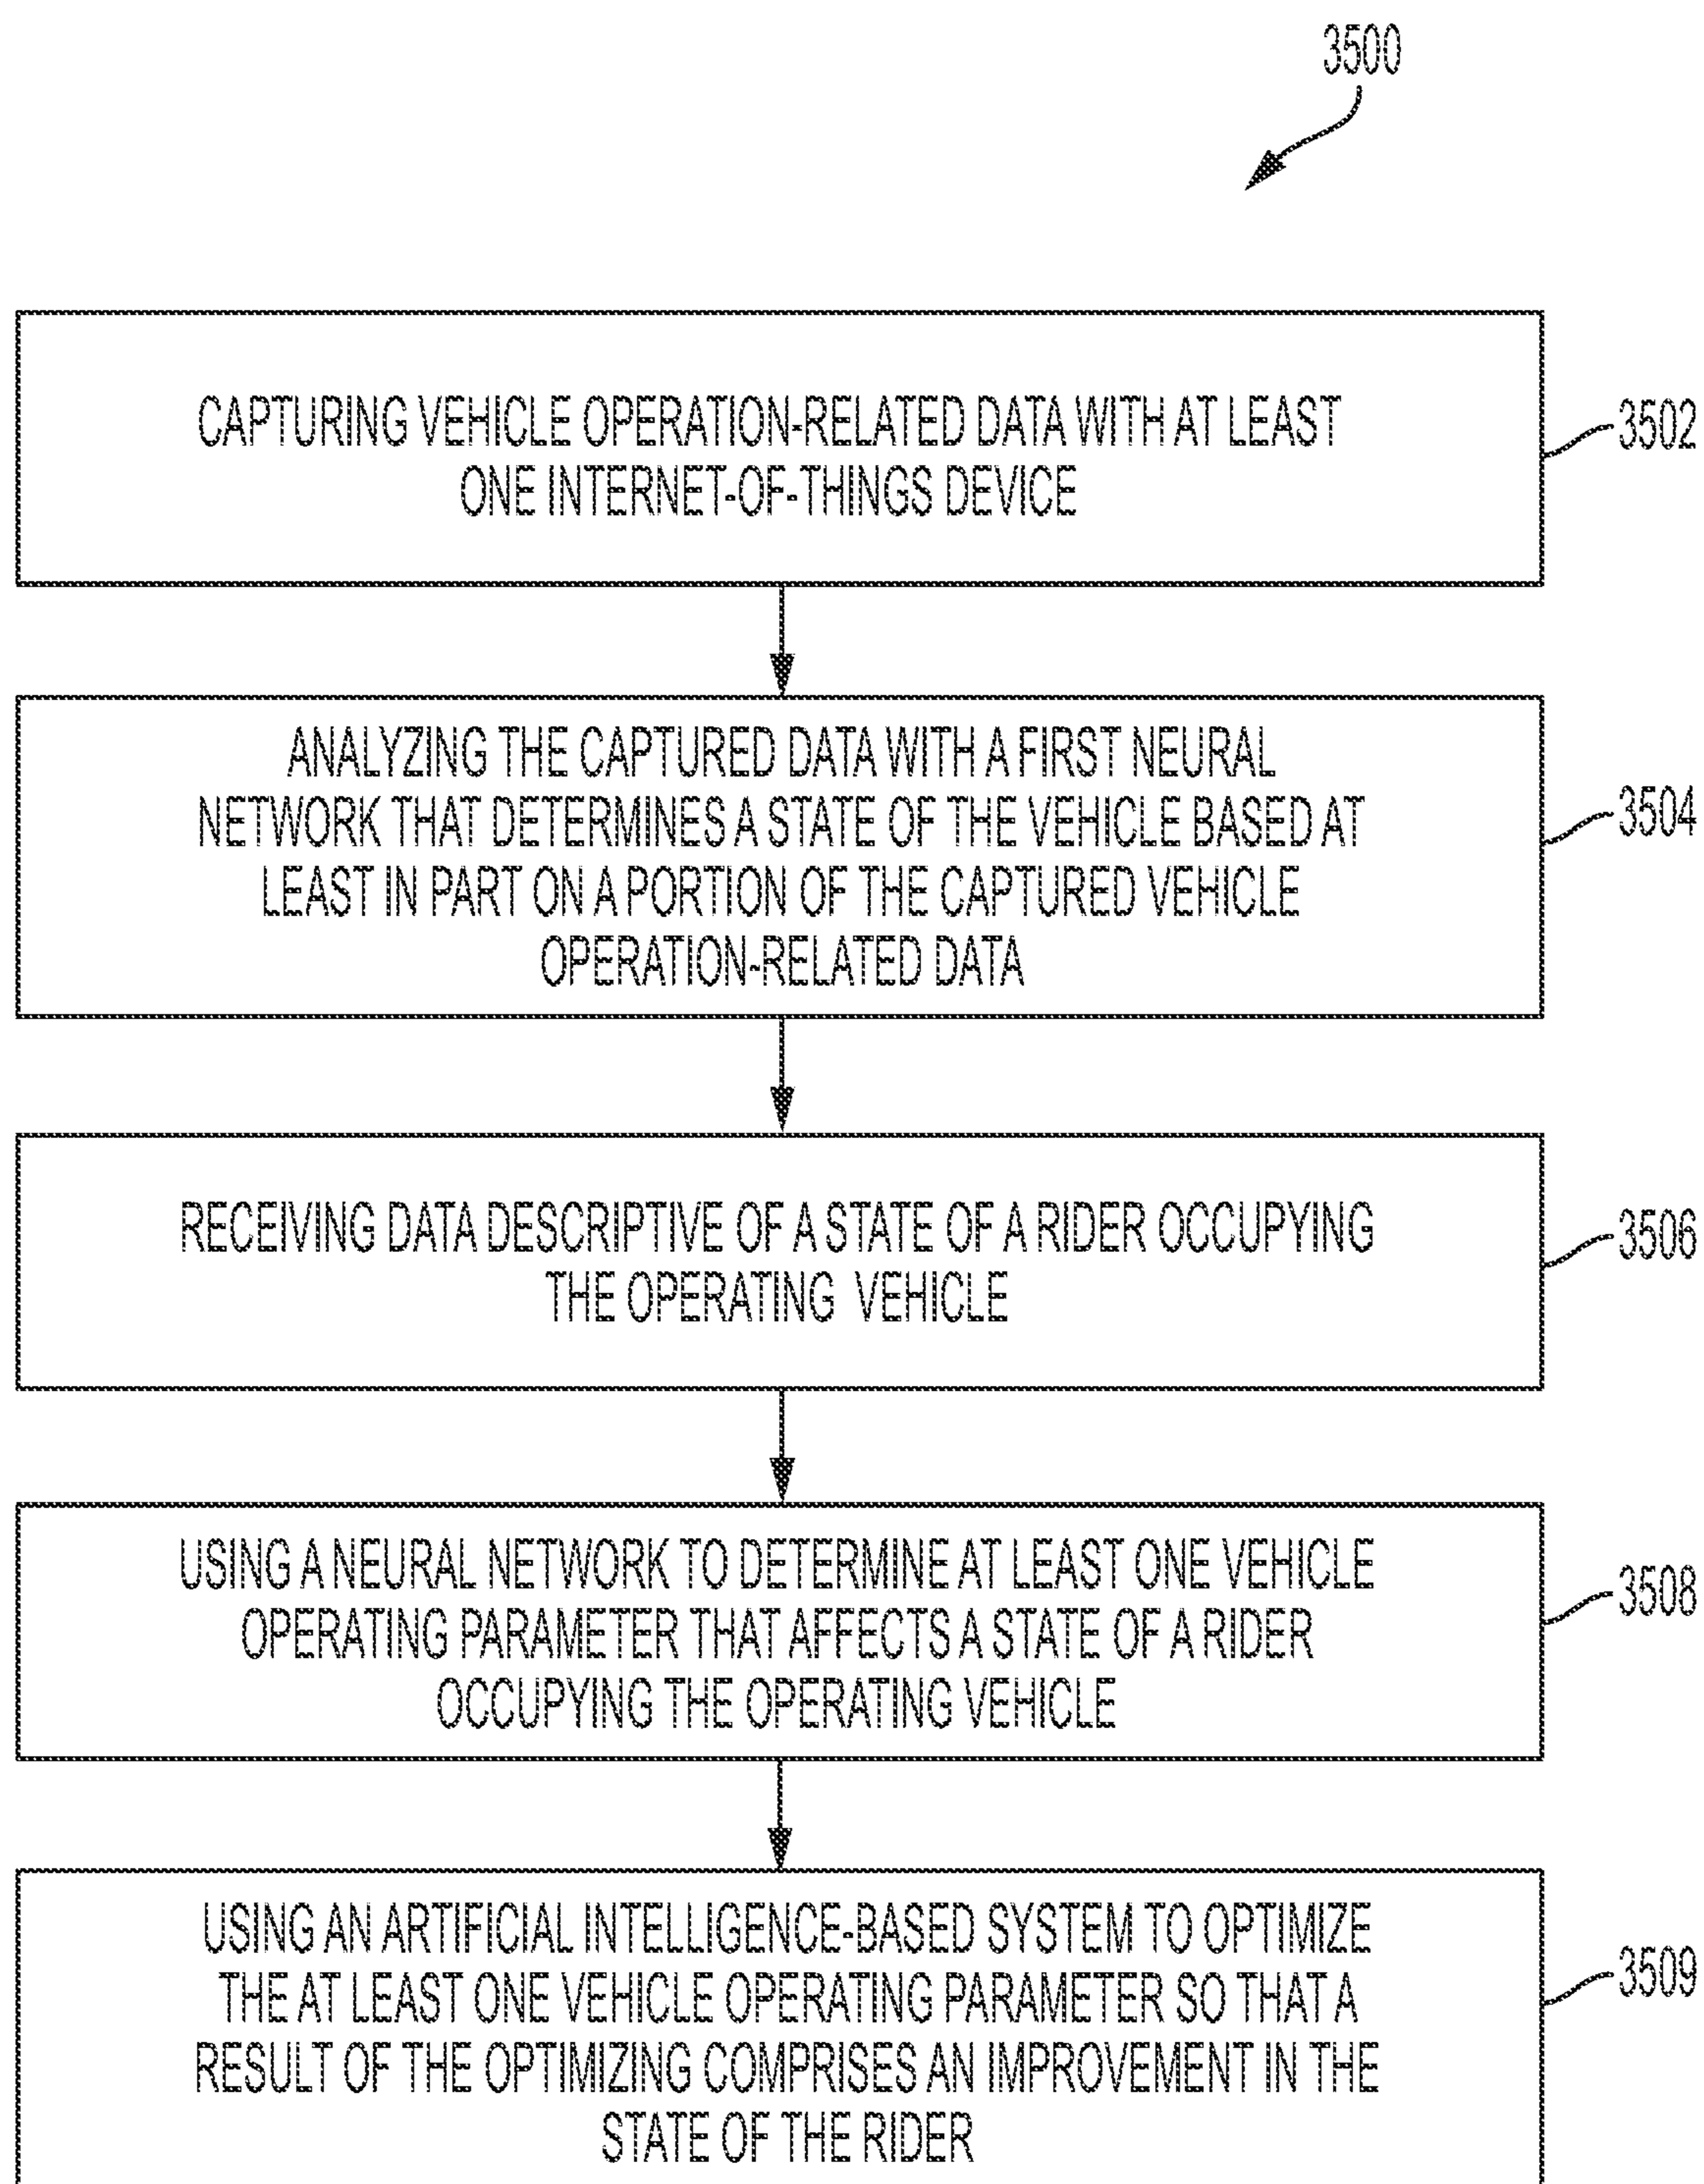 3500
CAPTURING VEHICLE OPERATION-RELATED DATA WITH AT LEAST
ONE INTERNET-OF-THINGS DEVICE
3502
ANALYZING THE CAPTURED DATA WITH A FIRST NEURAL
NETWORK THAT DETERMINES A STATE OF THE VEHICLE BASED AT
LEAST IN PART ON A PORTION OF THE CAPTURED VEHICLE
OPERATION-RELATED DATA
3504
RECEIVING DATA DESCRIPTIVE OF A STATE OF A RIDER OCCUPYING
THE OPERATING VEHICLE
3506
USING A NEURAL NETWORK TO DETERMINE AT LEAST ONE VEHICLE
OPERATING PARAMETER THAT AFFECTS A STATE OF A RIDER
OCCUPYING THE OPERATING VEHICLE
3508
USING AN ARTIFICIAL INTELLIGENCE-BASED SYSTEM TO OPTIMIZE
THE AT LEAST ONE VEHICLE OPERATING PARAMETER SO THAT A
RESULT OF THE OPTIMIZING COMPRISES AN IMPROVEMENT IN THE
STATE OF THE RIDER
3509